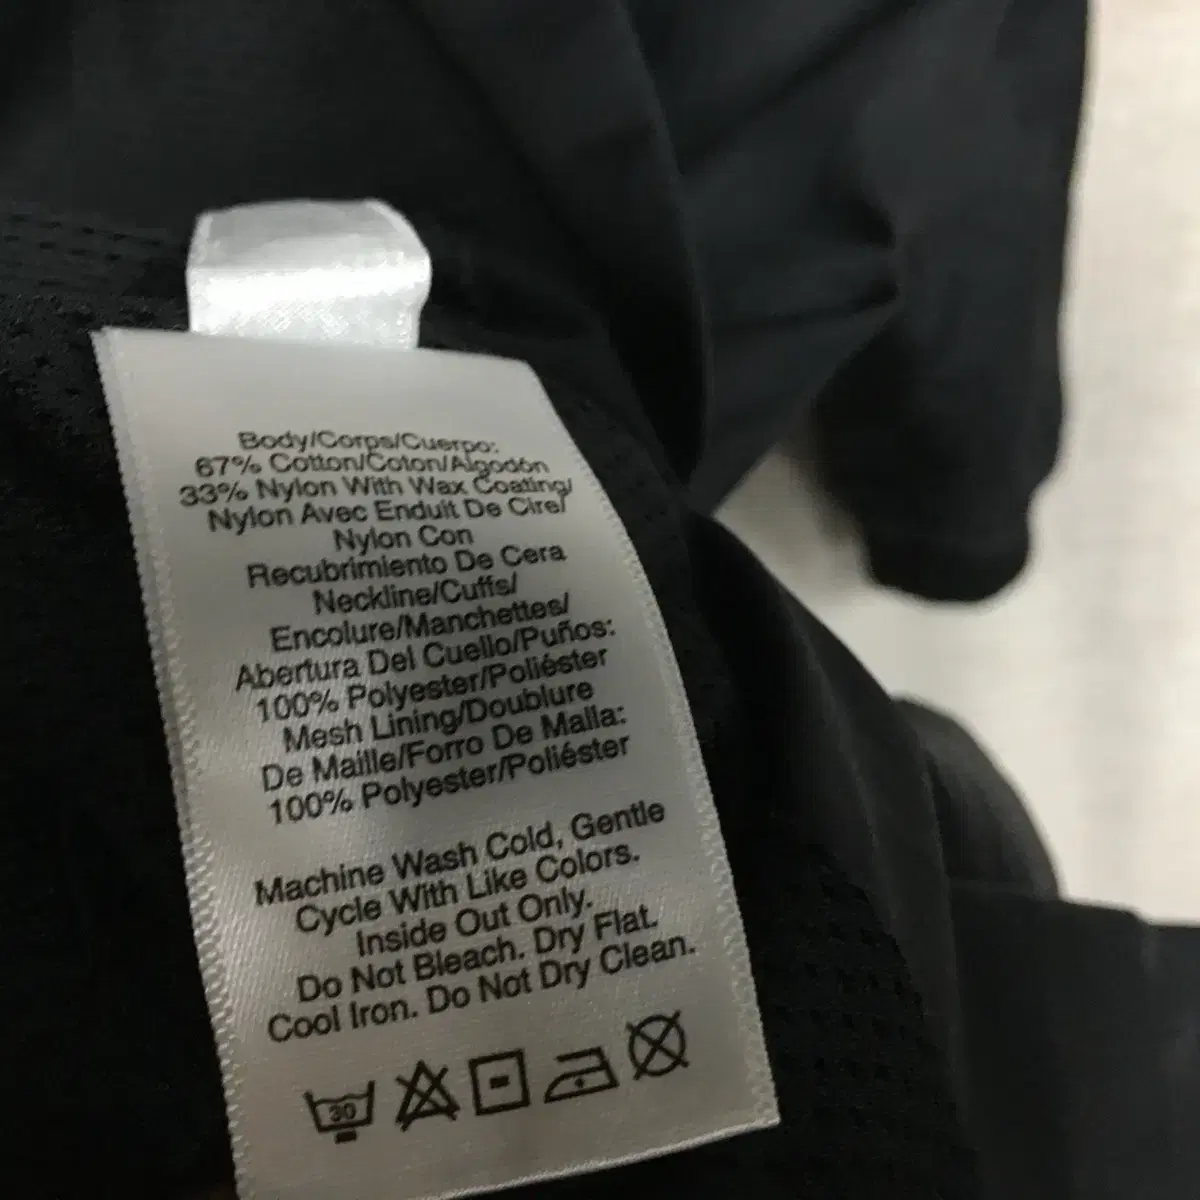 Body/Corps/Cuerpo:
67% Cotton/Coton/Algodón
33% Nylon With Wax Coating/
Nylon Avec Enduit De Cire/
Nylon Con
Recubrimiento De Cera
Neckline/Cuffs/
Encolure/Manchettes/
Abertura Del Cuello/Puños:
100% Polyester/Poliéster
Mesh Lining/Doublure
De Maille/Forro De Malla:
100% Polyester/Poliéster
Machine Wash Cold, Gentle
Cycle With Like Colors.
Inside Out Only.
Do Not Bleach. Dry Flat.
Cool Iron. Do Not Dry Clean.
30